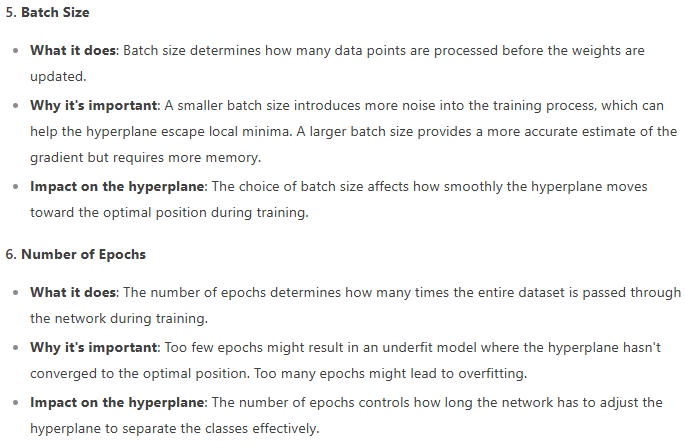 5. Batch Size
• What it does: Batch size determines how many data points are processed before the weights are
updated.
• Why it's important: A smaller batch size introduces more noise into the training process, which can
help the hyperplane escape local minima. A larger batch size provides a more accurate estimate of the
gradient but requires more memory.
• Impact on the hyperplane: The choice of batch size affects how smoothly the hyperplane moves
toward the optimal position during training.
6. Number of Epochs
• What it does: The number of epochs determines how many times the entire dataset is passed through
the network during training.
• Why it's important: Too few epochs might result in an underfit model where the hyperplane hasn't
converged to the optimal position. Too many epochs might lead to overfitting.
• Impact on the hyperplane: The number of epochs controls how long the network has to adjust the
hyperplane to separate the classes effectively.